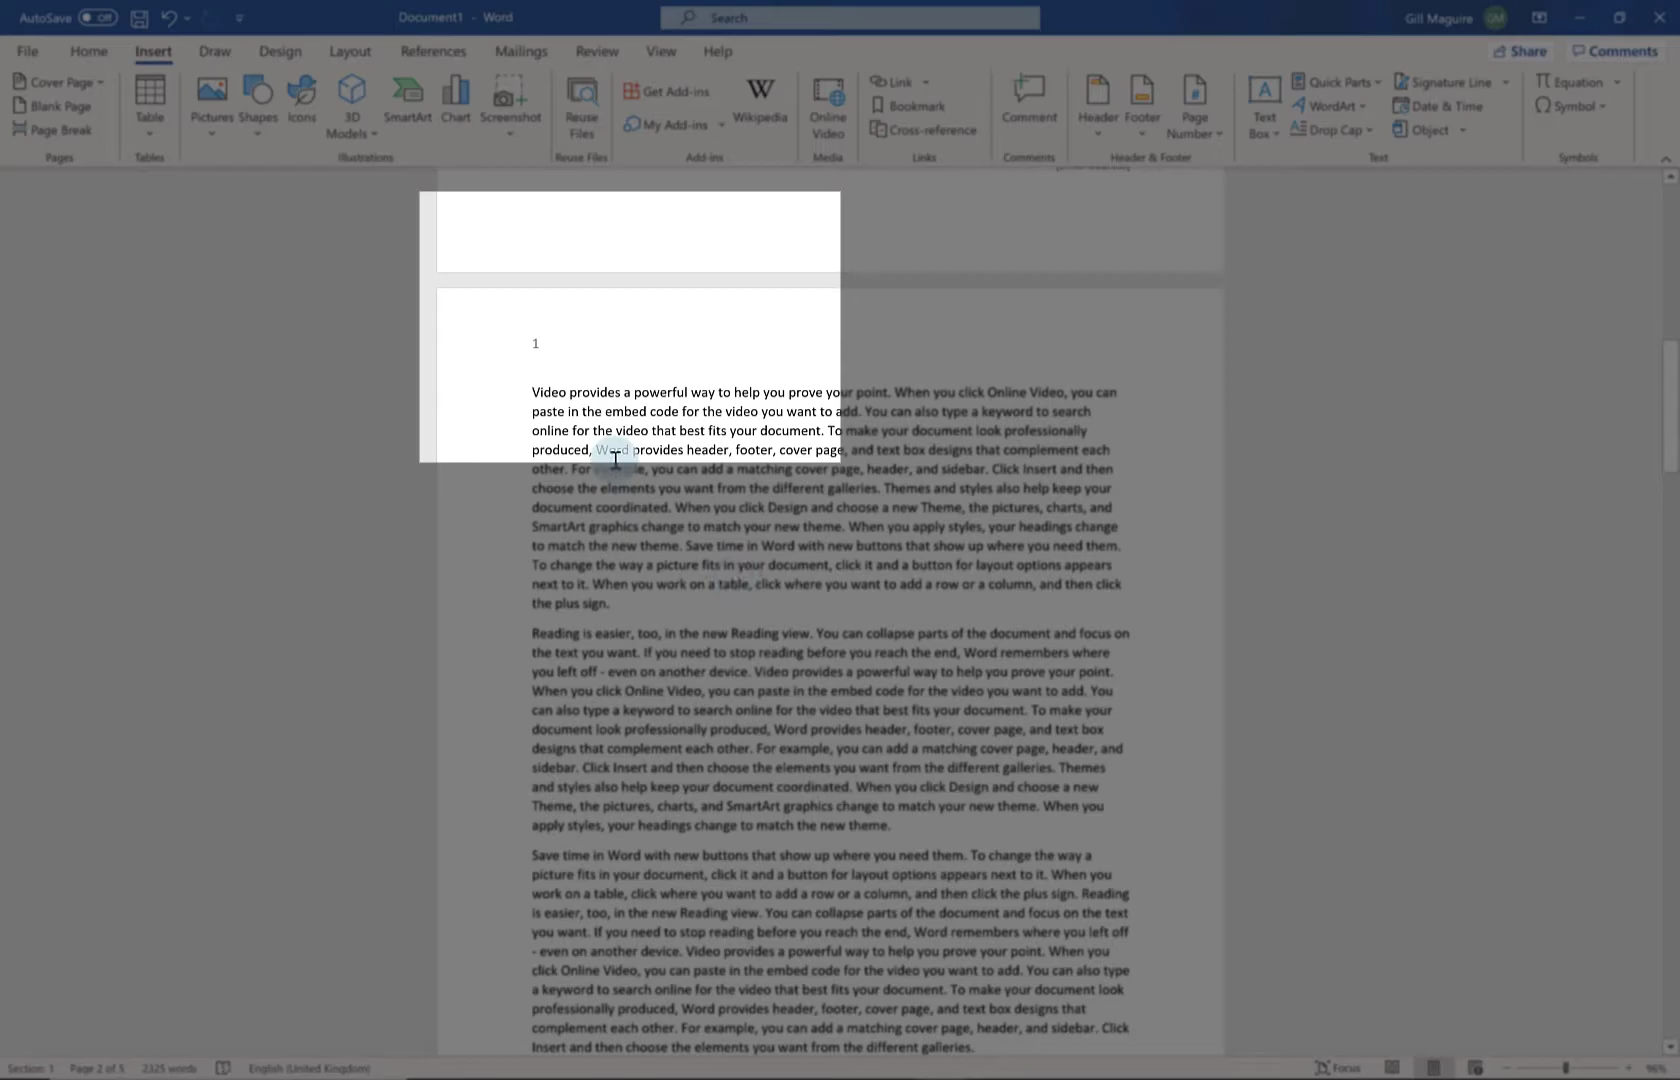 AutoSave Off Document1 - Word Search Gill Maguire GM
File Home Insert Draw Design Layout References Mailings Review View Help Share Comments
Cover Page
Blank Page
Page Break
Pages
Table
Tables
Pictures Shapes Icons 3D Models SmartArt Chart Screenshot
Illustrations
Reuse Files
Reuse Files
Get Add-ins
My Add-ins
Wikipedia
Add-ins
Online Video
Media
Link
Bookmark
Cross-reference
Links
Comment
Comments
Header Footer Page Number
Header & Footer
Text Box
Quick Parts
WordArt
Drop Cap
Signature Line
Date & Time
Object
Text
Equation
Symbol
Symbols
1
Video provides a powerful way to help you prove your point. When you click Online Video, you can
paste in the embed code for the video you want to add. You can also type a keyword to search
online for the video that best fits your document. To make your document look professionally
produced, Word provides header, footer, cover page, and text box designs that complement each
other. For example, you can add a matching cover page, header, and sidebar. Click Insert and then
choose the elements you want from the different galleries. Themes and styles also help keep your
document coordinated. When you click Design and choose a new Theme, the pictures, charts, and
SmartArt graphics change to match your new theme. When you apply styles, your headings change
to match the new theme. Save time in Word with new buttons that show up where you need them.
To change the way a picture fits in your document, click it and a button for layout options appears
next to it. When you work on a table, click where you want to add a row or a column, and then click
the plus sign.
Reading is easier, too, in the new Reading view. You can collapse parts of the document and focus on
the text you want. If you need to stop reading before you reach the end, Word remembers where
you left off - even on another device. Video provides a powerful way to help you prove your point.
When you click Online Video, you can paste in the embed code for the video you want to add. You
can also type a keyword to search online for the video that best fits your document. To make your
document look professionally produced, Word provides header, footer, cover page, and text box
designs that complement each other. For example, you can add a matching cover page, header, and
sidebar. Click Insert and then choose the elements you want from the different galleries. Themes
and styles also help keep your document coordinated. When you click Design and choose a new
Theme, the pictures, charts, and SmartArt graphics change to match your new theme. When you
apply styles, your headings change to match the new theme.
Save time in Word with new buttons that show up where you need them. To change the way a
picture fits in your document, click it and a button for layout options appears next to it. When you
work on a table, click where you want to add a row or a column, and then click the plus sign. Reading
is easier, too, in the new Reading view. You can collapse parts of the document and focus on the text
you want. If you need to stop reading before you reach the end, Word remembers where you left off
- even on another device. Video provides a powerful way to help you prove your point. When you
click Online Video, you can paste in the embed code for the video you want to add. You can also type
a keyword to search online for the video that best fits your document. To make your document look
professionally produced, Word provides header, footer, cover page, and text box designs that
complement each other. For example, you can add a matching cover page, header, and sidebar. Click
Insert and then choose the elements you want from the different galleries.
Section: 1 Page 2 of 5 2325 words English (United Kingdom) Focus 96%